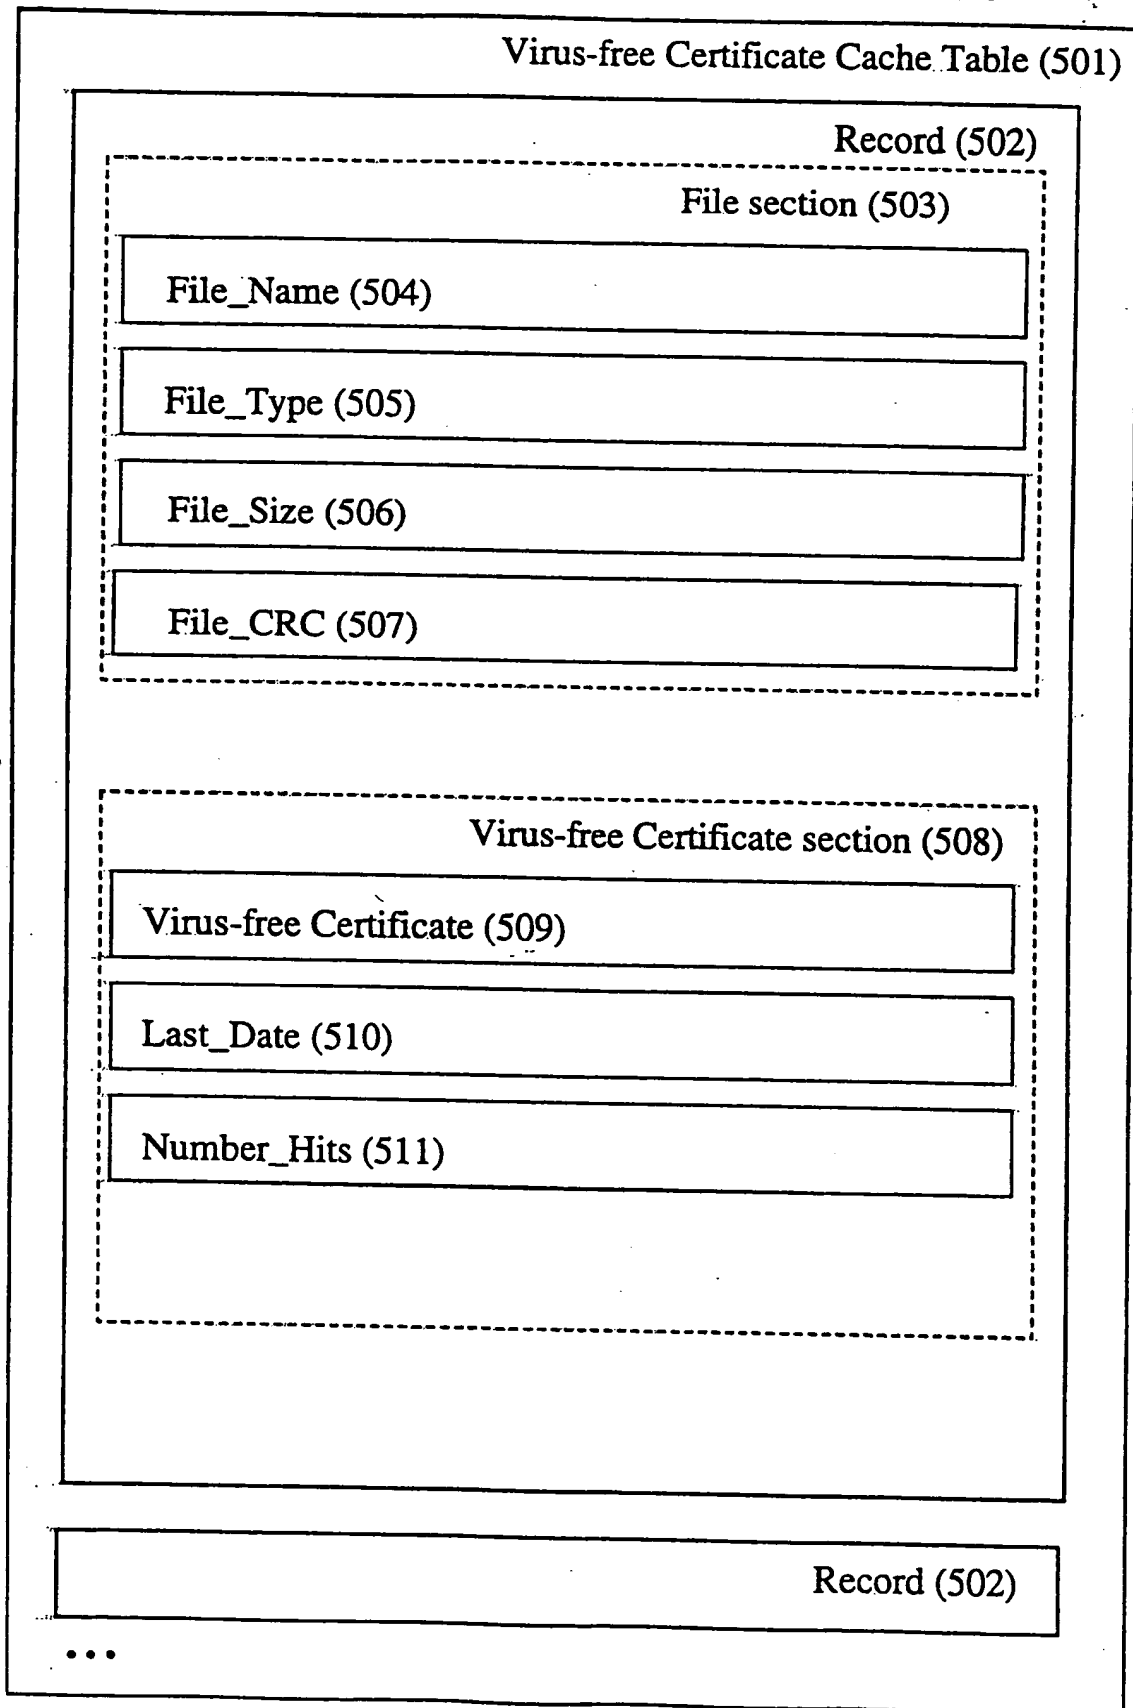 Virus-free Certificate Cache Table (501)
Record (502)
File section (503)
File_Name (504)
File_Type (505)
File_Size (506)
File_CRC (507)
Virus-free Certificate section (508)
Virus-free Certificate (509)
Last_Date (510)
Number_Hits (511)
Record (502)
•••